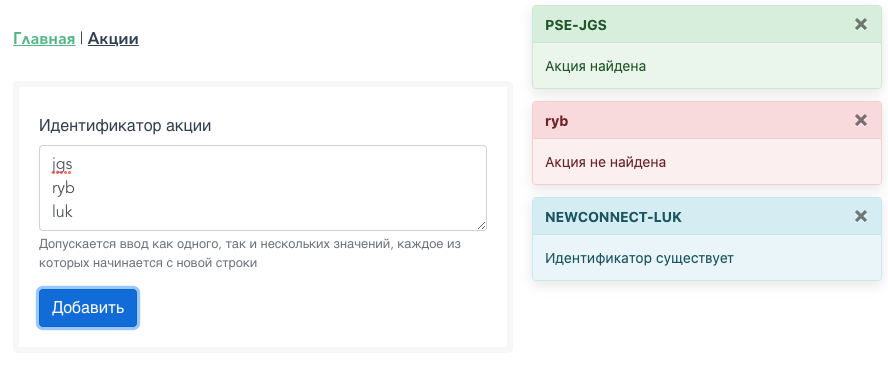 Главная | Акции
Идентификатор акции
jgs
ryb
luk
Допускается ввод как одного, так и нескольких значений, каждое из
которых начинается с новой строки
Добавить
PSE-JGS
Акция найдена
ryb
Акция не найдена
NEWCONNECT-LUK
Идентификатор существует